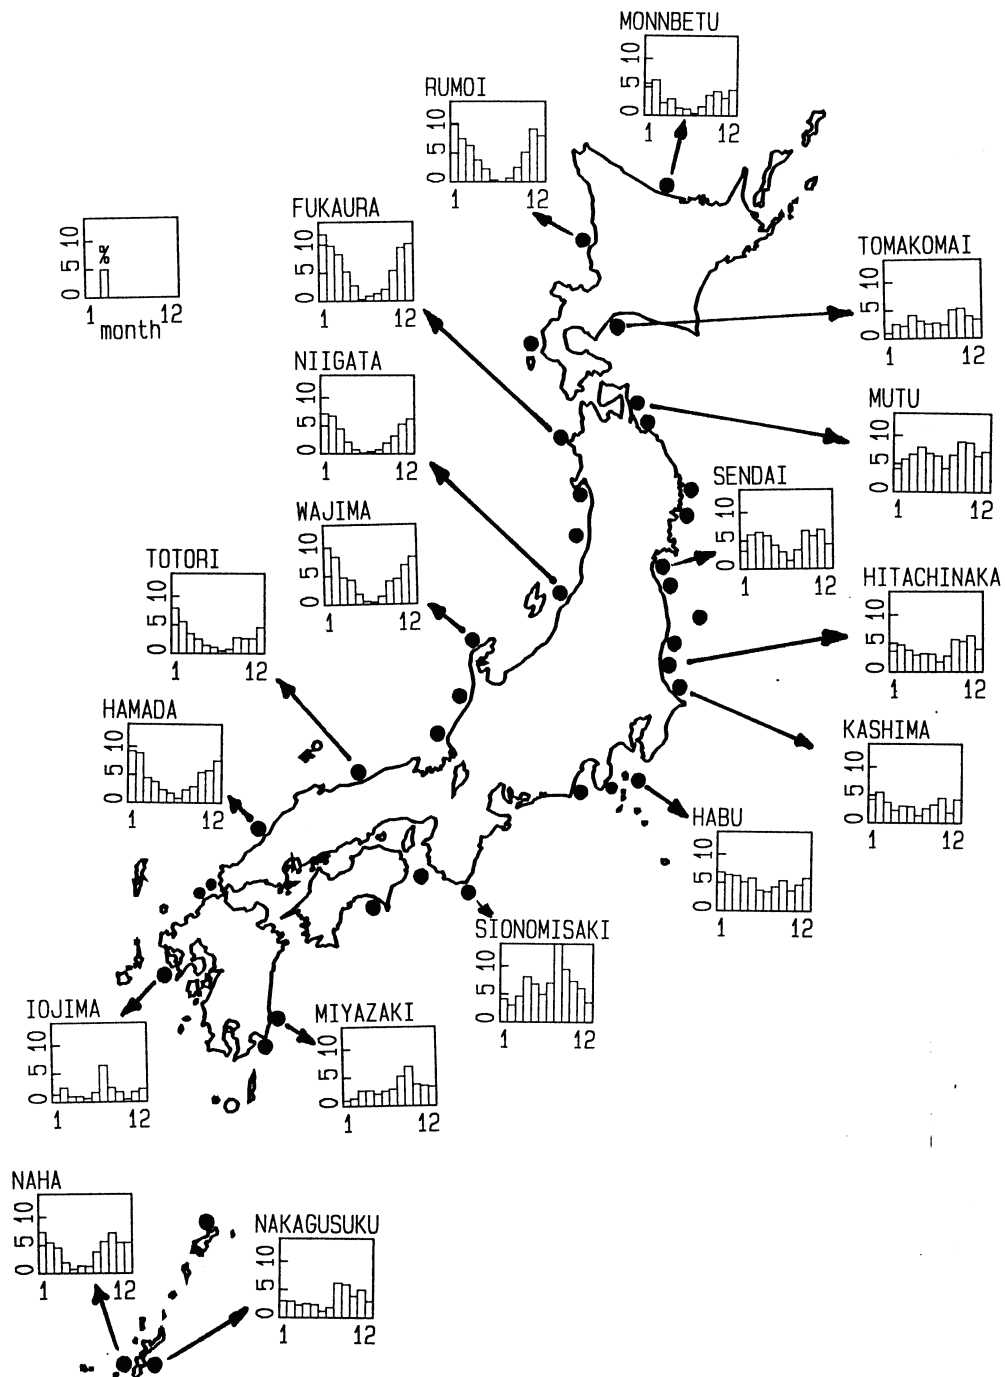 MONNBETU
0 5 10
1 12
RUMOI
0 5 10
1 12
FUKAURA
0 5 10
1 12
0 5 10
%
1 12
month
TOMAKOMAI
0 5 10
1 12
NIIGATA
0 5 10
1 12
MUTU
0 5 10
1 12
SENDAI
0 5 10
1 12
WAJIMA
0 5 10
1 12
TOTORI
0 5 10
1 12
HITACHINAKA
0 5 10
1 12
HAMADA
0 5 10
1 12
KASHIMA
0 5 10
1 12
HABU
0 5 10
1 12
SIONOMISAKI
0 5 10
1 12
IOJIMA
0 5 10
1 12
MIYAZAKI
0 5 10
1 12
NAHA
0 5 10
1 12
NAKAGUSUKU
0 5 10
1 12